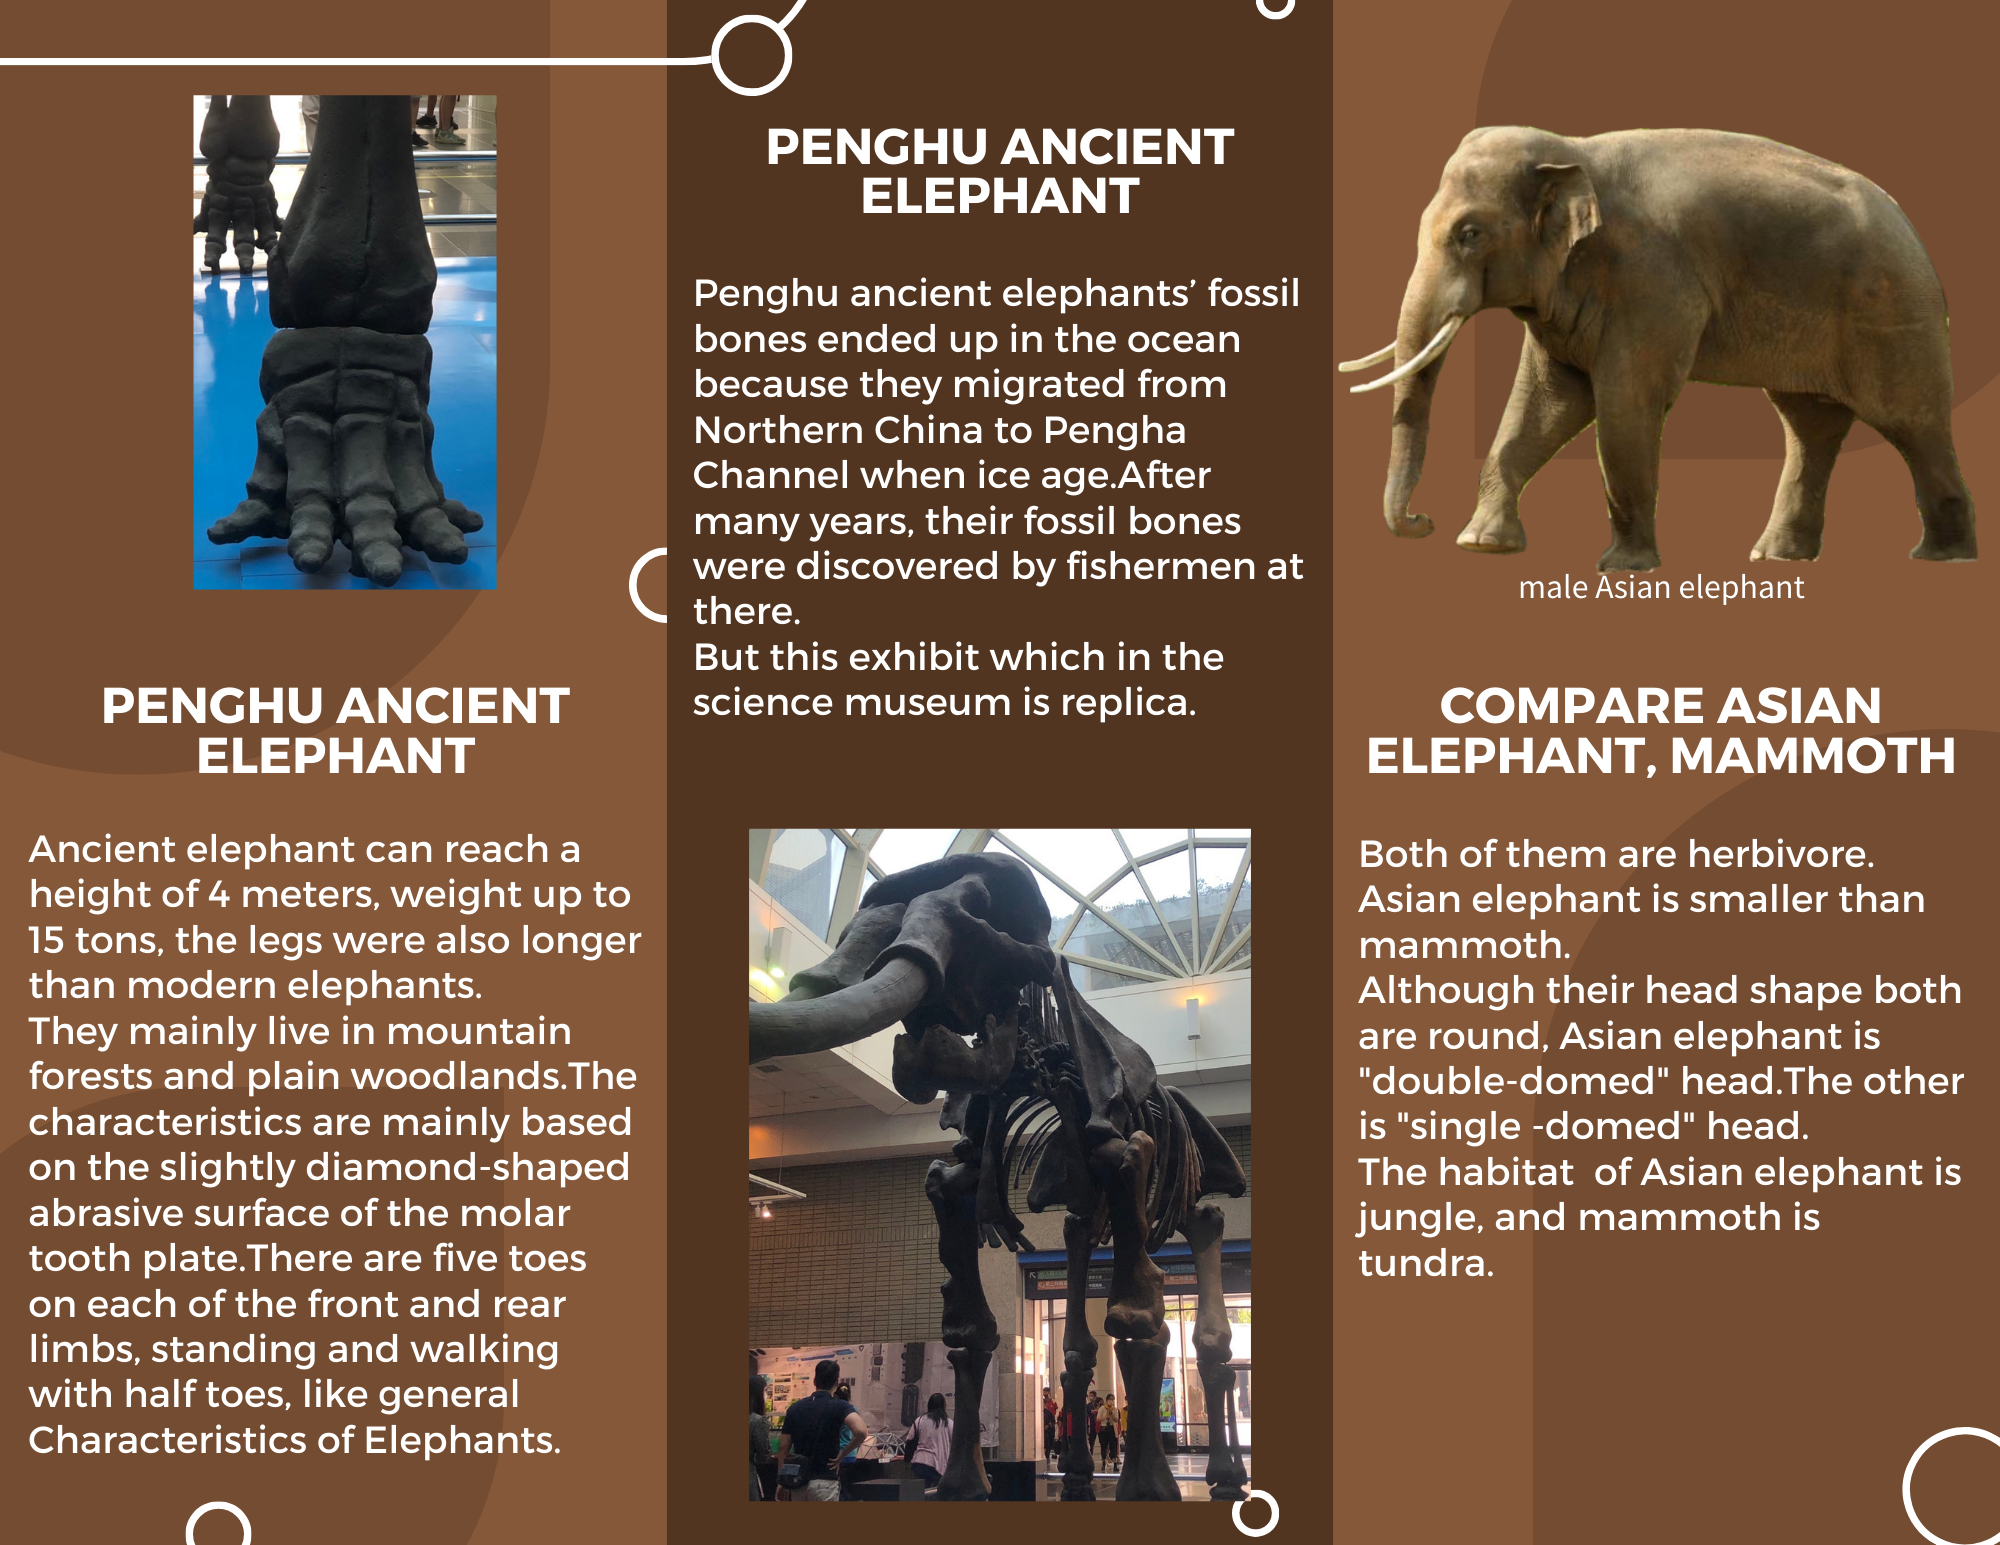 PENGHU ANCIENT
ELEPHANT
Ancient elephant can reach a
height of 4 meters, weight up to
15 tons, the legs were also longer
than modern elephants.
They mainly live in mountain
forests and plain woodlands.The
characteristics are mainly based
on the slightly diamond-shaped
abrasive surface of the molar
tooth plate.There are five toes
on each of the front and rear
limbs, standing and walking
with half toes, like general
Characteristics of Elephants.
PENGHU ANCIENT
ELEPHANT
Penghu ancient elephants’ fossil
bones ended up in the ocean
because they migrated from
Northern China to Pengha
Channel when ice age.After
many years, their fossil bones
were discovered by fishermen at
there.
But this exhibit which in the
science museum is replica.
male Asian elephant
COMPARE ASIAN
ELEPHANT, MAMMOTH
Both of them are herbivore.
Asian elephant is smaller than
mammoth.
Although their head shape both
are round, Asian elephant is
"double-domed" head.The other
is "single -domed" head.
The habitat  of Asian elephant is
jungle, and mammoth is
tundra.